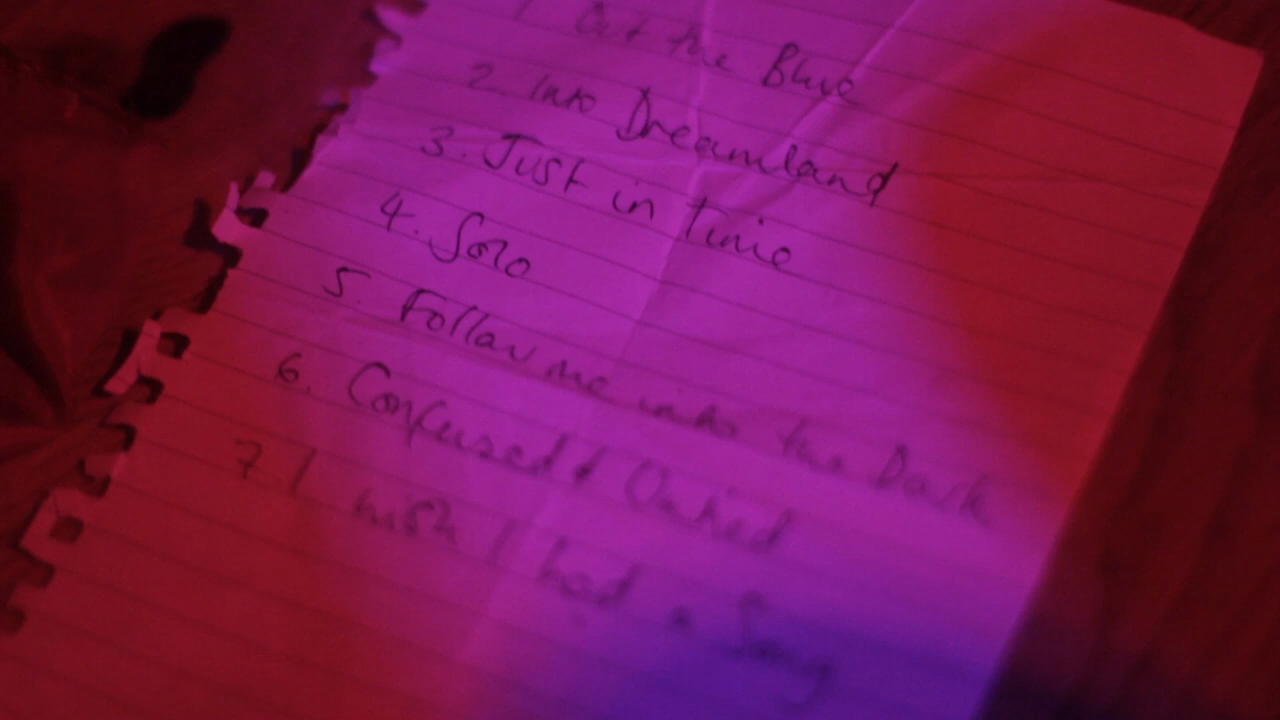 1 Out the Blue
2. Into Dreamland
3. Just in time
4. Solo
5. Follow me into the Dark
6. Confused &
7. I wish I had a Song